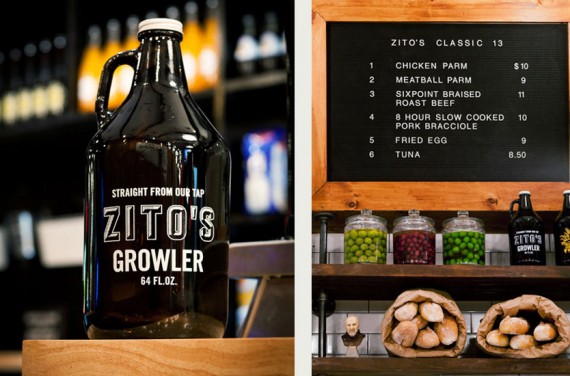 STRAIGHT FROM OUR TAP
ZITO'S
GROWLER
64 FL.OZ.
ZITO'S CLASSIC 13
1 CHICKEN PARM $10
2 MEATBALL PARM 9
3 SIXPOINT BRAISED 11
ROAST BEEF
4 8 HOUR SLOW COOKED 10
PORK BRACCIOLE
5 FRIED EGG 9
6 TUNA 8.50
ZITO'S
GROWLER